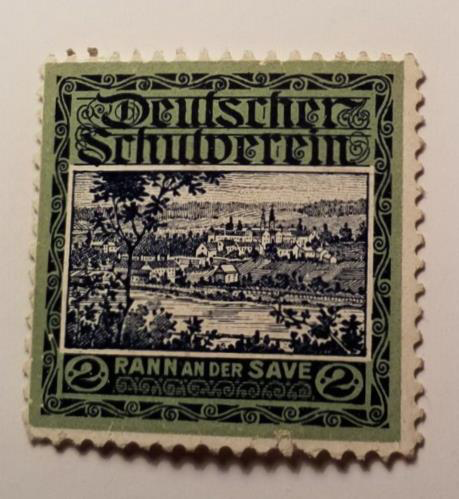 Deutscher
Schulverein
2 RANN AN DER SAVE 2